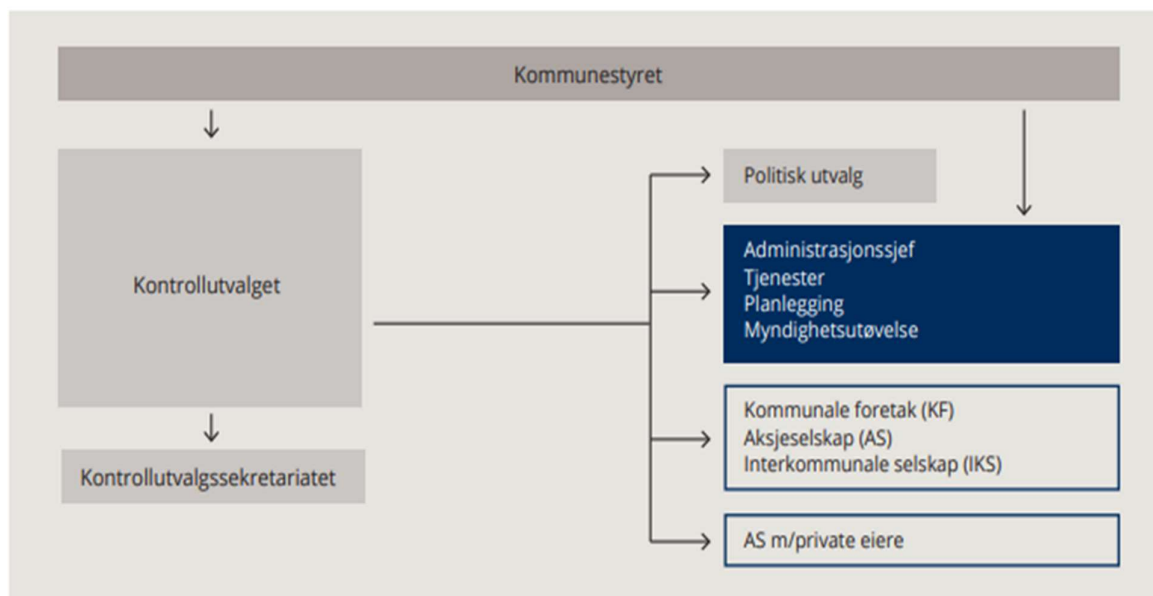 Kommunestyret
Kontrollutvalget
Kontrollutvalgssekretariatet
Politisk utvalg
Administrasjonssjef
Tjenester
Planlegging
Myndighetsutøvelse
Kommunale foretak (KF)
Aksjeselskap (AS)
Interkommunale selskap (IKS)
AS m/private eiere